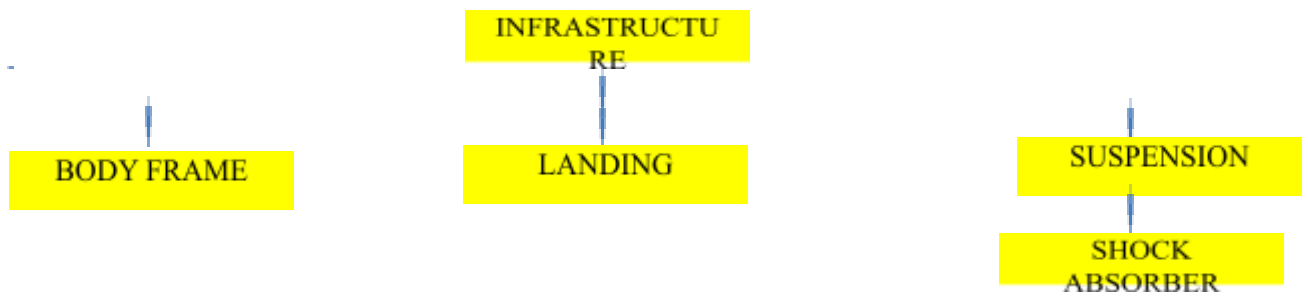 INFRASTRUCTU
RE
BODY FRAME
LANDING
SUSPENSION
SHOCK
ABSORBER